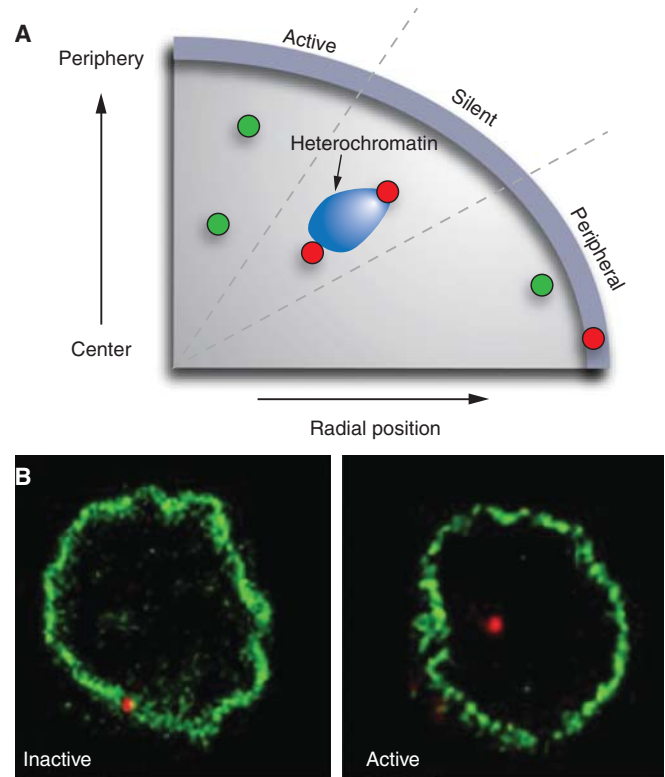 A
Active
Periphery
Silent
Heterochromatin
Peripheral
Center
Radial position
B
Inactive
Active